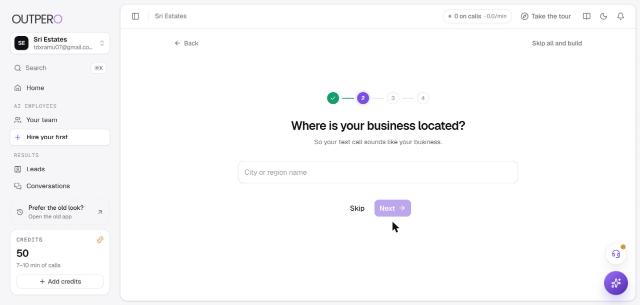 OUTPERO
SE
Sri Estates
trixramu07@gmail.co...
Search
⌘K
Home
AI EMPLOYEES
Your team
Hire your first
RESULTS
Leads
Conversations
Prefer the old look?
Open the old app
CREDITS
50
7–10 min of calls
+ Add credits
Sri Estates
0 on calls · 0.0/min
Take the tour
Back
Skip all and build
2
3
4
Where is your business located?
So your test call sounds like your business.
City or region name
Skip
Next